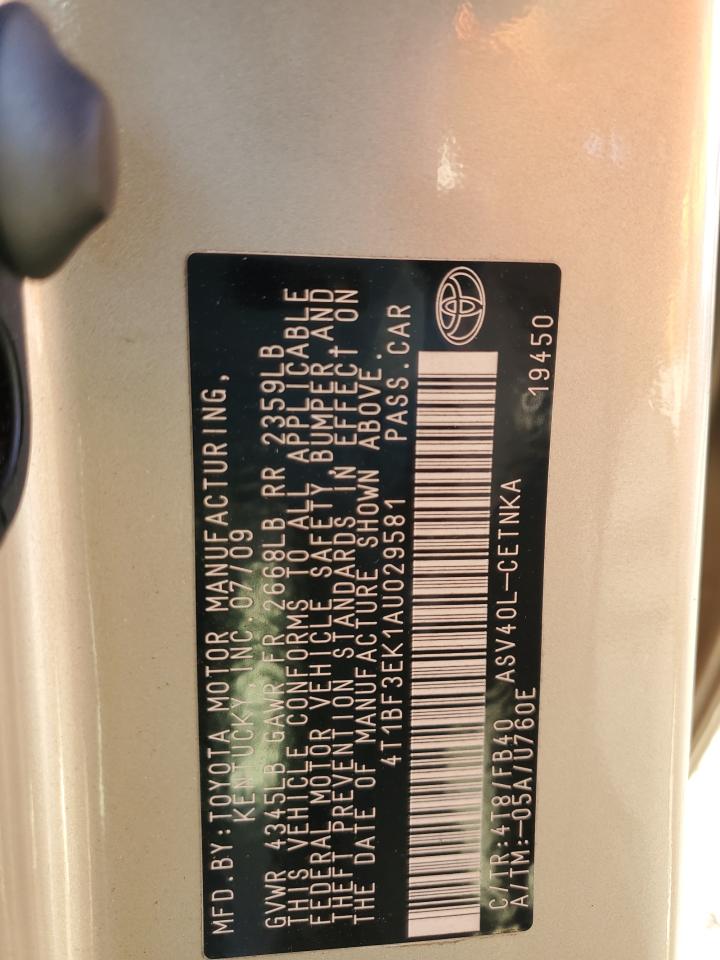 MFD.BY:TOYOTA MOTOR MANUFACTURING,
KENTUCKY, INC.07/09
GVWR 4345LB GAWR FR 2668LB RR 2359LB
THIS VEHICLE CONFORMS TO ALL APPLICABLE
FEDERAL MOTOR VEHICLE SAFETY,BUMPER AND
THEFT PREVENTION STANDARDS IN EFFECT ON
THE DATE OF MANUFACTURE SHOWN ABOVE.
4T1BF3EK1AU029581 PASS.CAR
C/TR:4T8/FB40 ASV40L-CETNKA
A/TM:-05A/U760E 19450